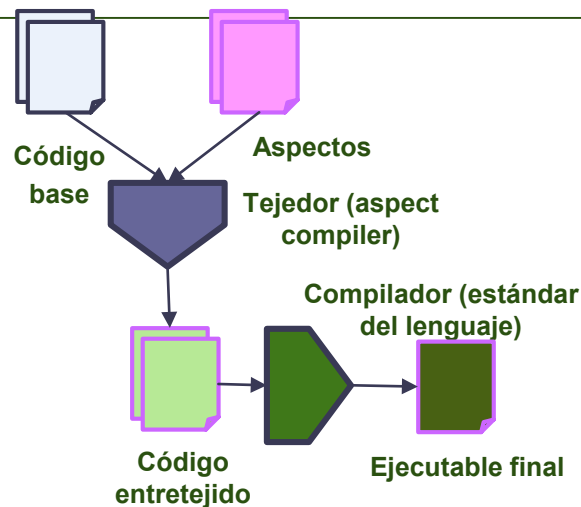 Código
base
Aspectos
Tejedor (aspect
compiler)
Compilador (estándar
del lenguaje)
Código
entretejido
Ejecutable final